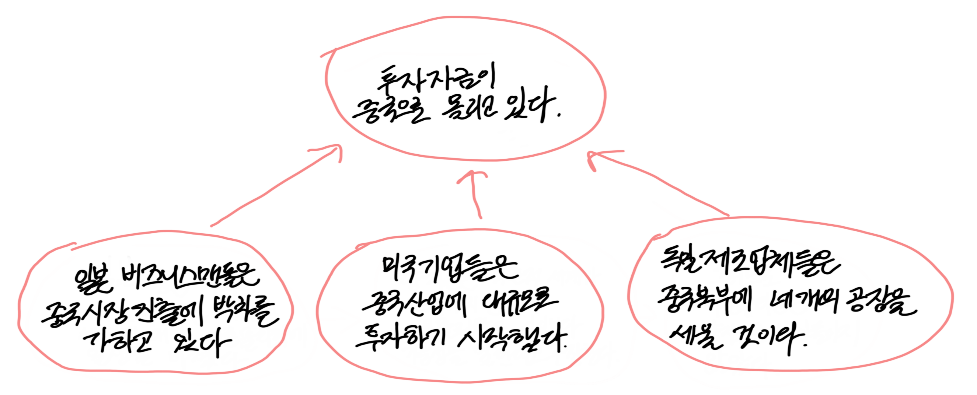 투자자금이
중국으로 몰리고 있다.
일본 비즈니스맨들은
중국시장 진출에 박차를
가하고 있다
미국기업들은
중국산업에 대규모로
투자하기 시작했다.
독일제조업체들은
중국북부에 네개의 공장을
세울 것이다.